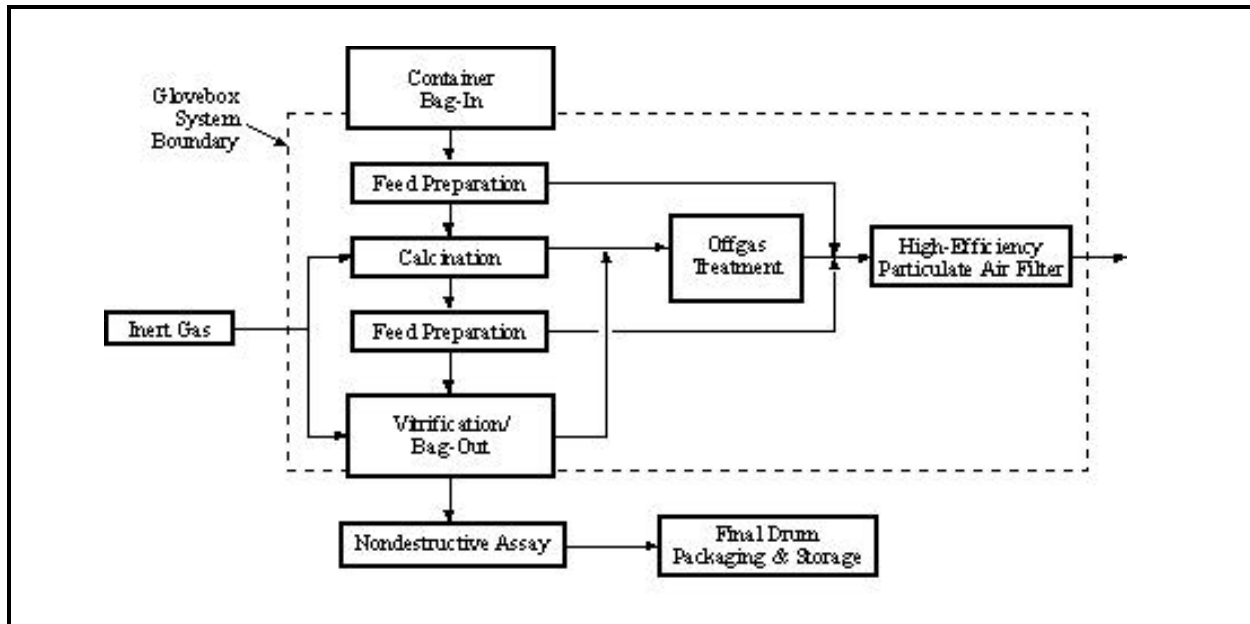 Container
Bag-In
Glovebox
System
Boundary
Feed Preparation
Calcination
Offgas
Treatment
High-Efficiency
Particulate Air Filter
Inert Gas
Feed Preparation
Vitrification/
Bag-Out
Nondestructive Assay
Final Drum
Packaging & Storage